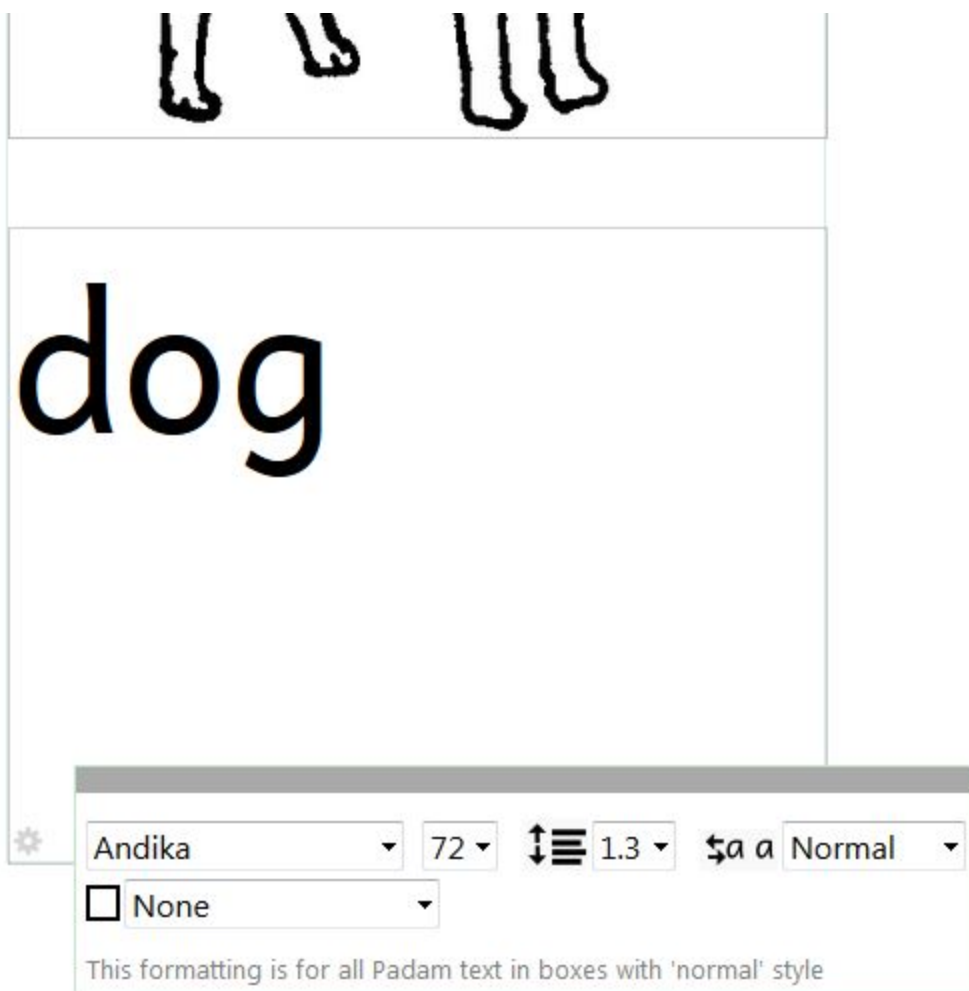 dog
Andika 72 1.3 a a Normal
None
This formatting is for all Padam text in boxes with 'normal' style